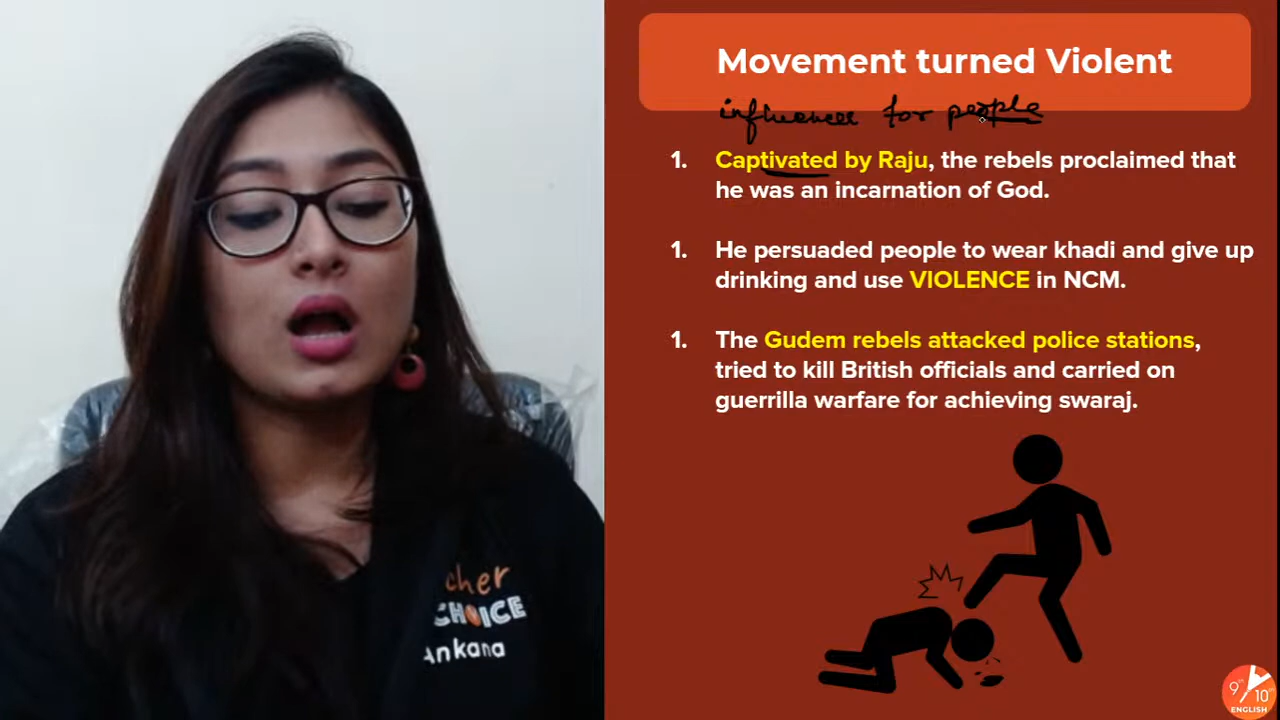 Movement turned Violent
influencer for people
1. Captivated by Raju, the rebels proclaimed that
he was an incarnation of God.
1. He persuaded people to wear khadi and give up
drinking and use VIOLENCE in NCM.
1. The Gudem rebels attacked police stations,
tried to kill British officials and carried on
guerrilla warfare for achieving swaraj.
cher
CHOICE
Ankana
9th 10th
ENGLISH